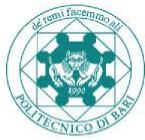 de' remi facemmo ali
1990
POLITECNICO DI BARI